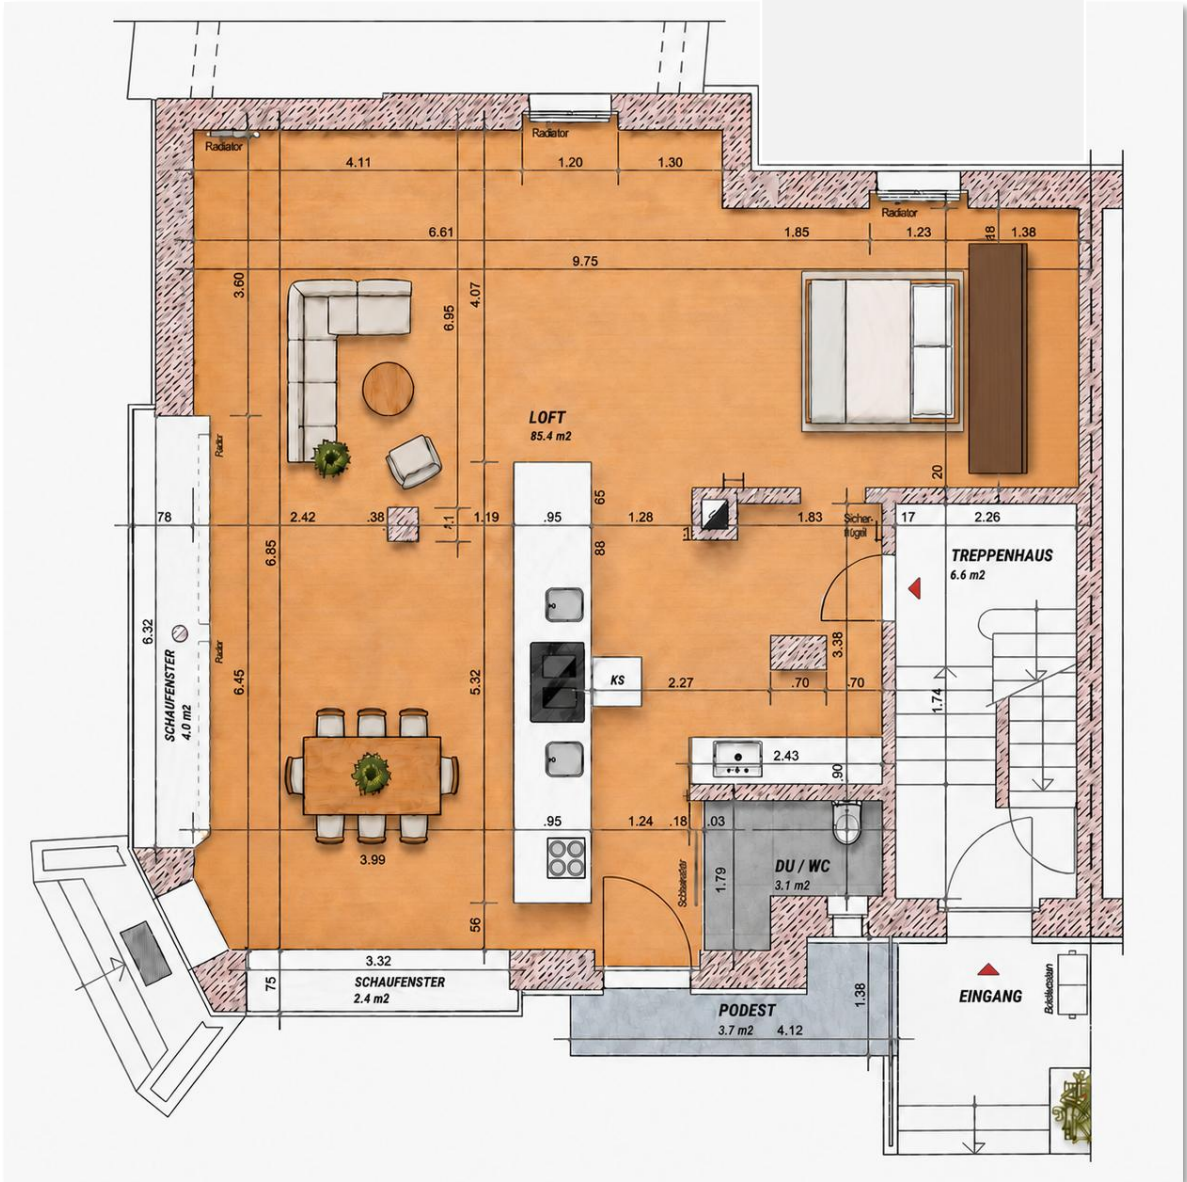 Radiator
Radiator
4.11
1.20
1.30
Radiator
6.61
1.85
1.23
.18
1.38
9.75
3.60
4.07
6.95
LOFT
85.4 m2
.20
.65
.78
2.42
.38
1.19
.95
1.28
1.83
17
2.26
.88
6.85
TREPPENHAUS
6.6 m2
6.32
3.38
SCHAUFENSTER
4.0 m2
6.45
5.32
KS
2.27
.70
.70
1.74
2.43
.90
.95
1.24
.18
.03
3.99
DU / WC
3.1 m2
1.79
.56
3.32
SCHAUFENSTER
2.4 m2
75
PODEST
3.7 m2
4.12
1.38
EINGANG